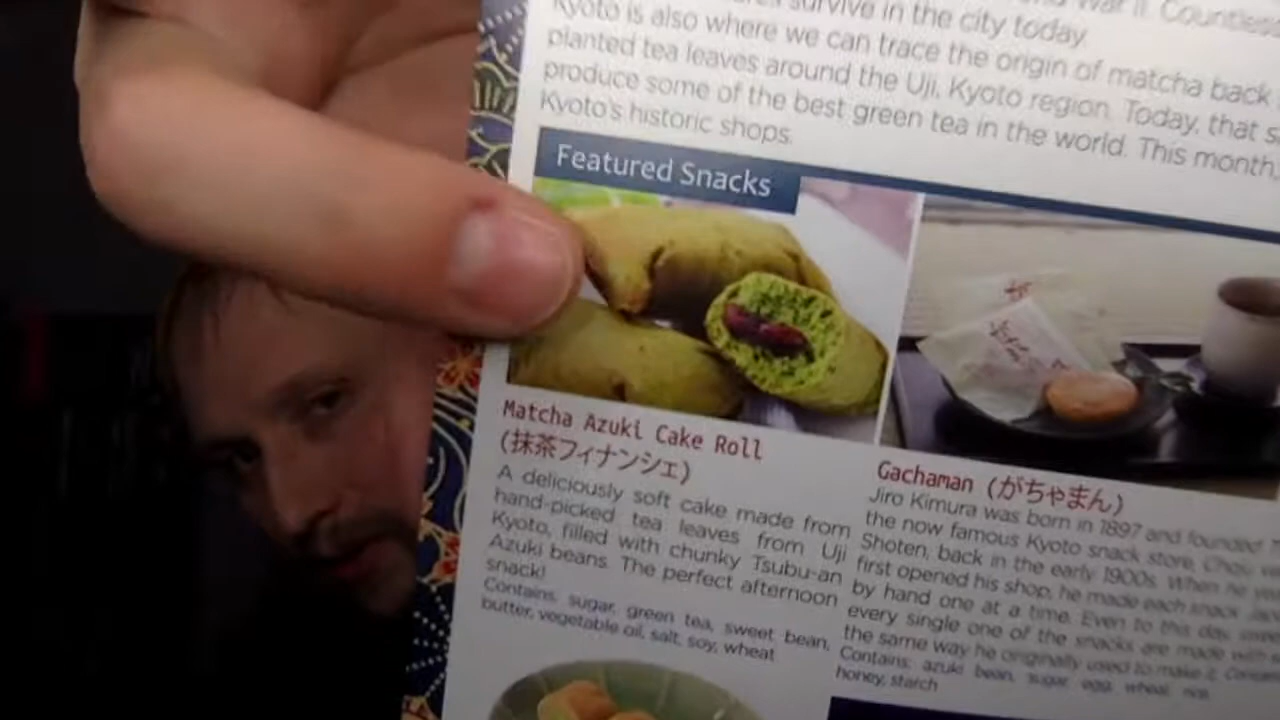 survive in the city today.
War II. Countless
Kyoto is also where we can trace the origin of matcha back
planted tea leaves around the Uji, Kyoto region. Today, that
produce some of the best green tea in the world. This month,
Kyoto's historic shops.
Featured Snacks
Matcha Azuki Cake Roll
(抹茶フィナンシェ)
A deliciously soft cake made from
hand-picked tea leaves from Uji
Kyoto, filled with chunky Tsubu-an
Azuki beans. The perfect afternoon
snack!
Contains: sugar, green tea, sweet bean,
butter, vegetable oil, salt, soy, wheat
Gachaman (がちゃまん)
Jiro Kimura was born in 1897 and founded
the now famous Kyoto snack store,
Shoten, back in the early 1900s. When he
first opened his shop, he made each snack
by hand one at a time. Even to this day,
every single one of the snacks are made with
the same way he originally used to make it.
Contains: azuki bean, sugar, egg, wheat,
honey, starch